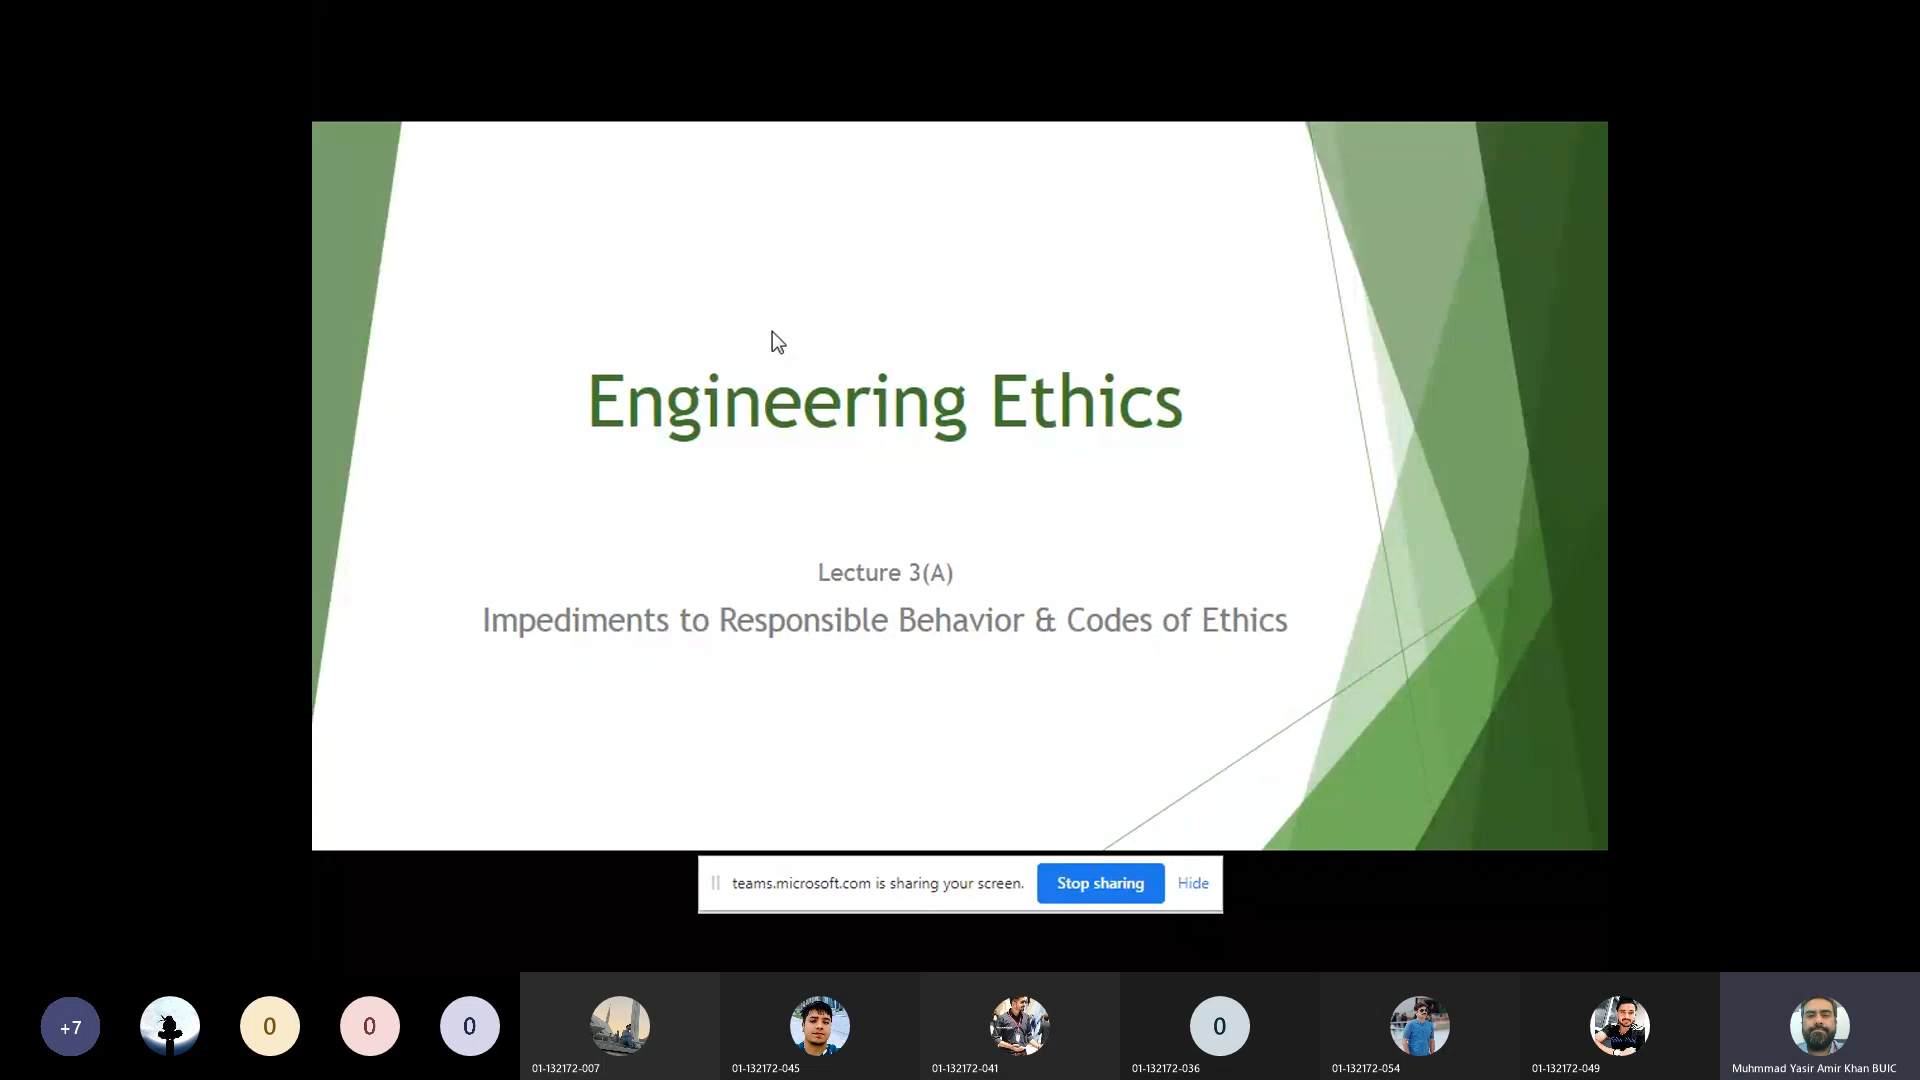 Engineering Ethics
Lecture 3(A)
Impediments to Responsible Behavior & Codes of Ethics
teams.microsoft.com is sharing your screen.
Stop sharing
Hide
+7
0
0
0
0
01-132172-007
01-132172-045
01-132172-041
01-132172-036
01-132172-054
01-132172-049
Muhmmad Yasir Amir Khan BUIC